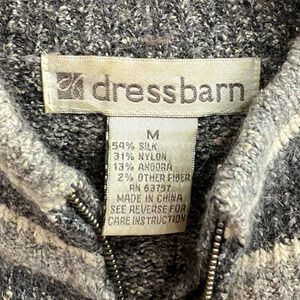 dressbarn
M
54% SILK
31% NYLON
13% ANGORA
2% OTHER FIBER
RN 63757
MADE IN CHINA
SEE REVERSE FOR
CARE INSTRUCTION